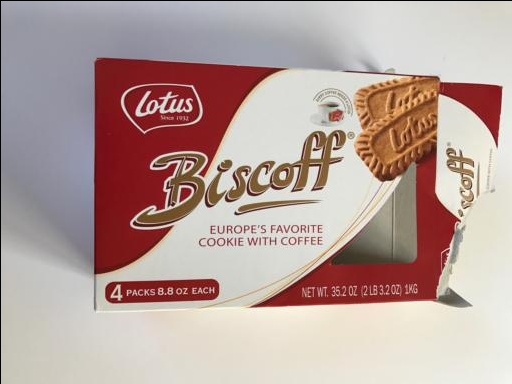 Lotus
Since 1932
Biscoff®
EUROPE'S FAVORITE
COOKIE WITH COFFEE
4 PACKS 8.8 OZ EACH
NET WT. 35.2 OZ (2 LB 3.2 OZ) 1KG
Lotus
Lotus
Biscoff®
Lotus